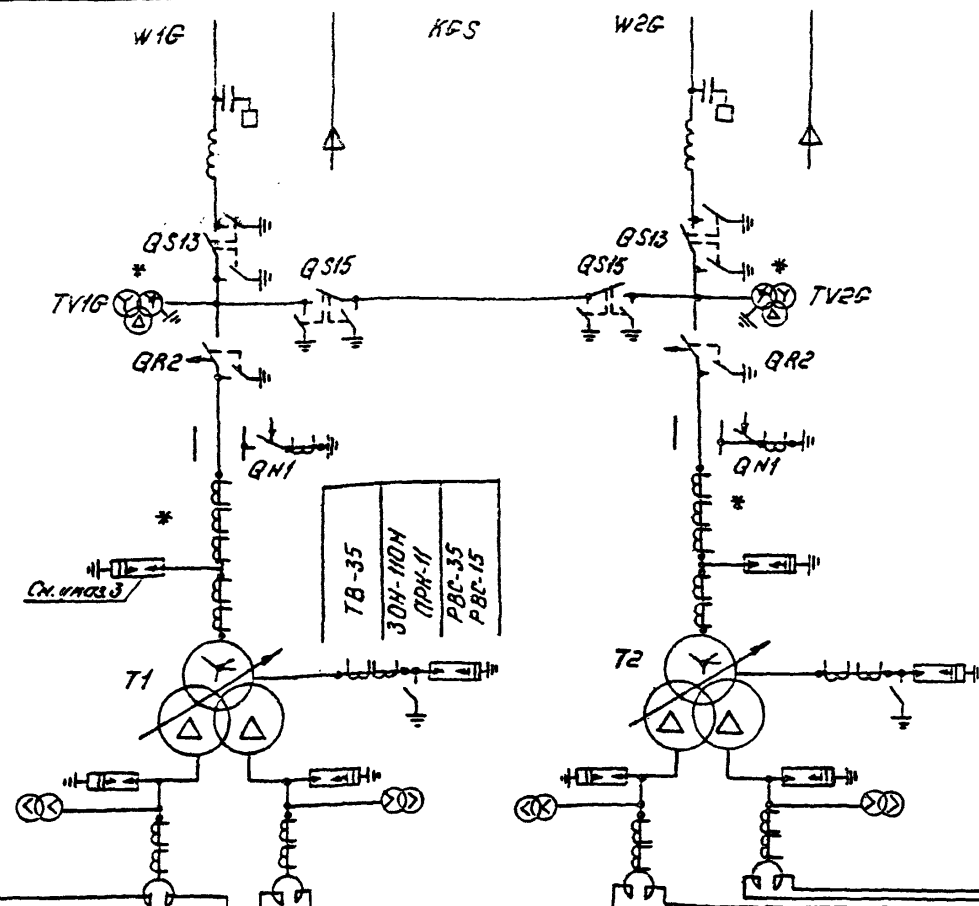 W1G
KGS
W2G
QS13
QS13
QS15
QS15
*
*
TV1G
TV2G
QR2
QR2
QN1
QN1
*
*
ТВ-35
ЗОН-110М
ПРН-11
РВС-35
РВС-15
T1
T2